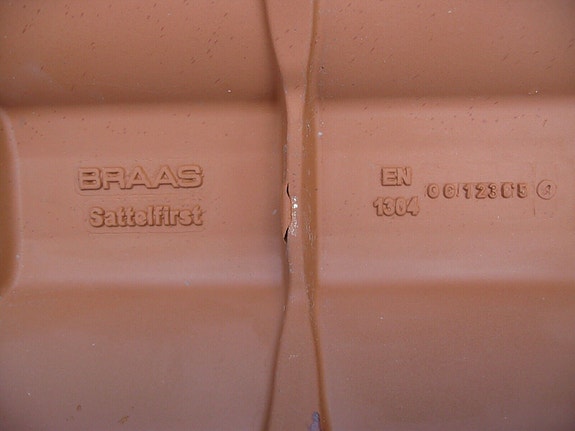 BRAAS
Sattelfirst
EN
1304